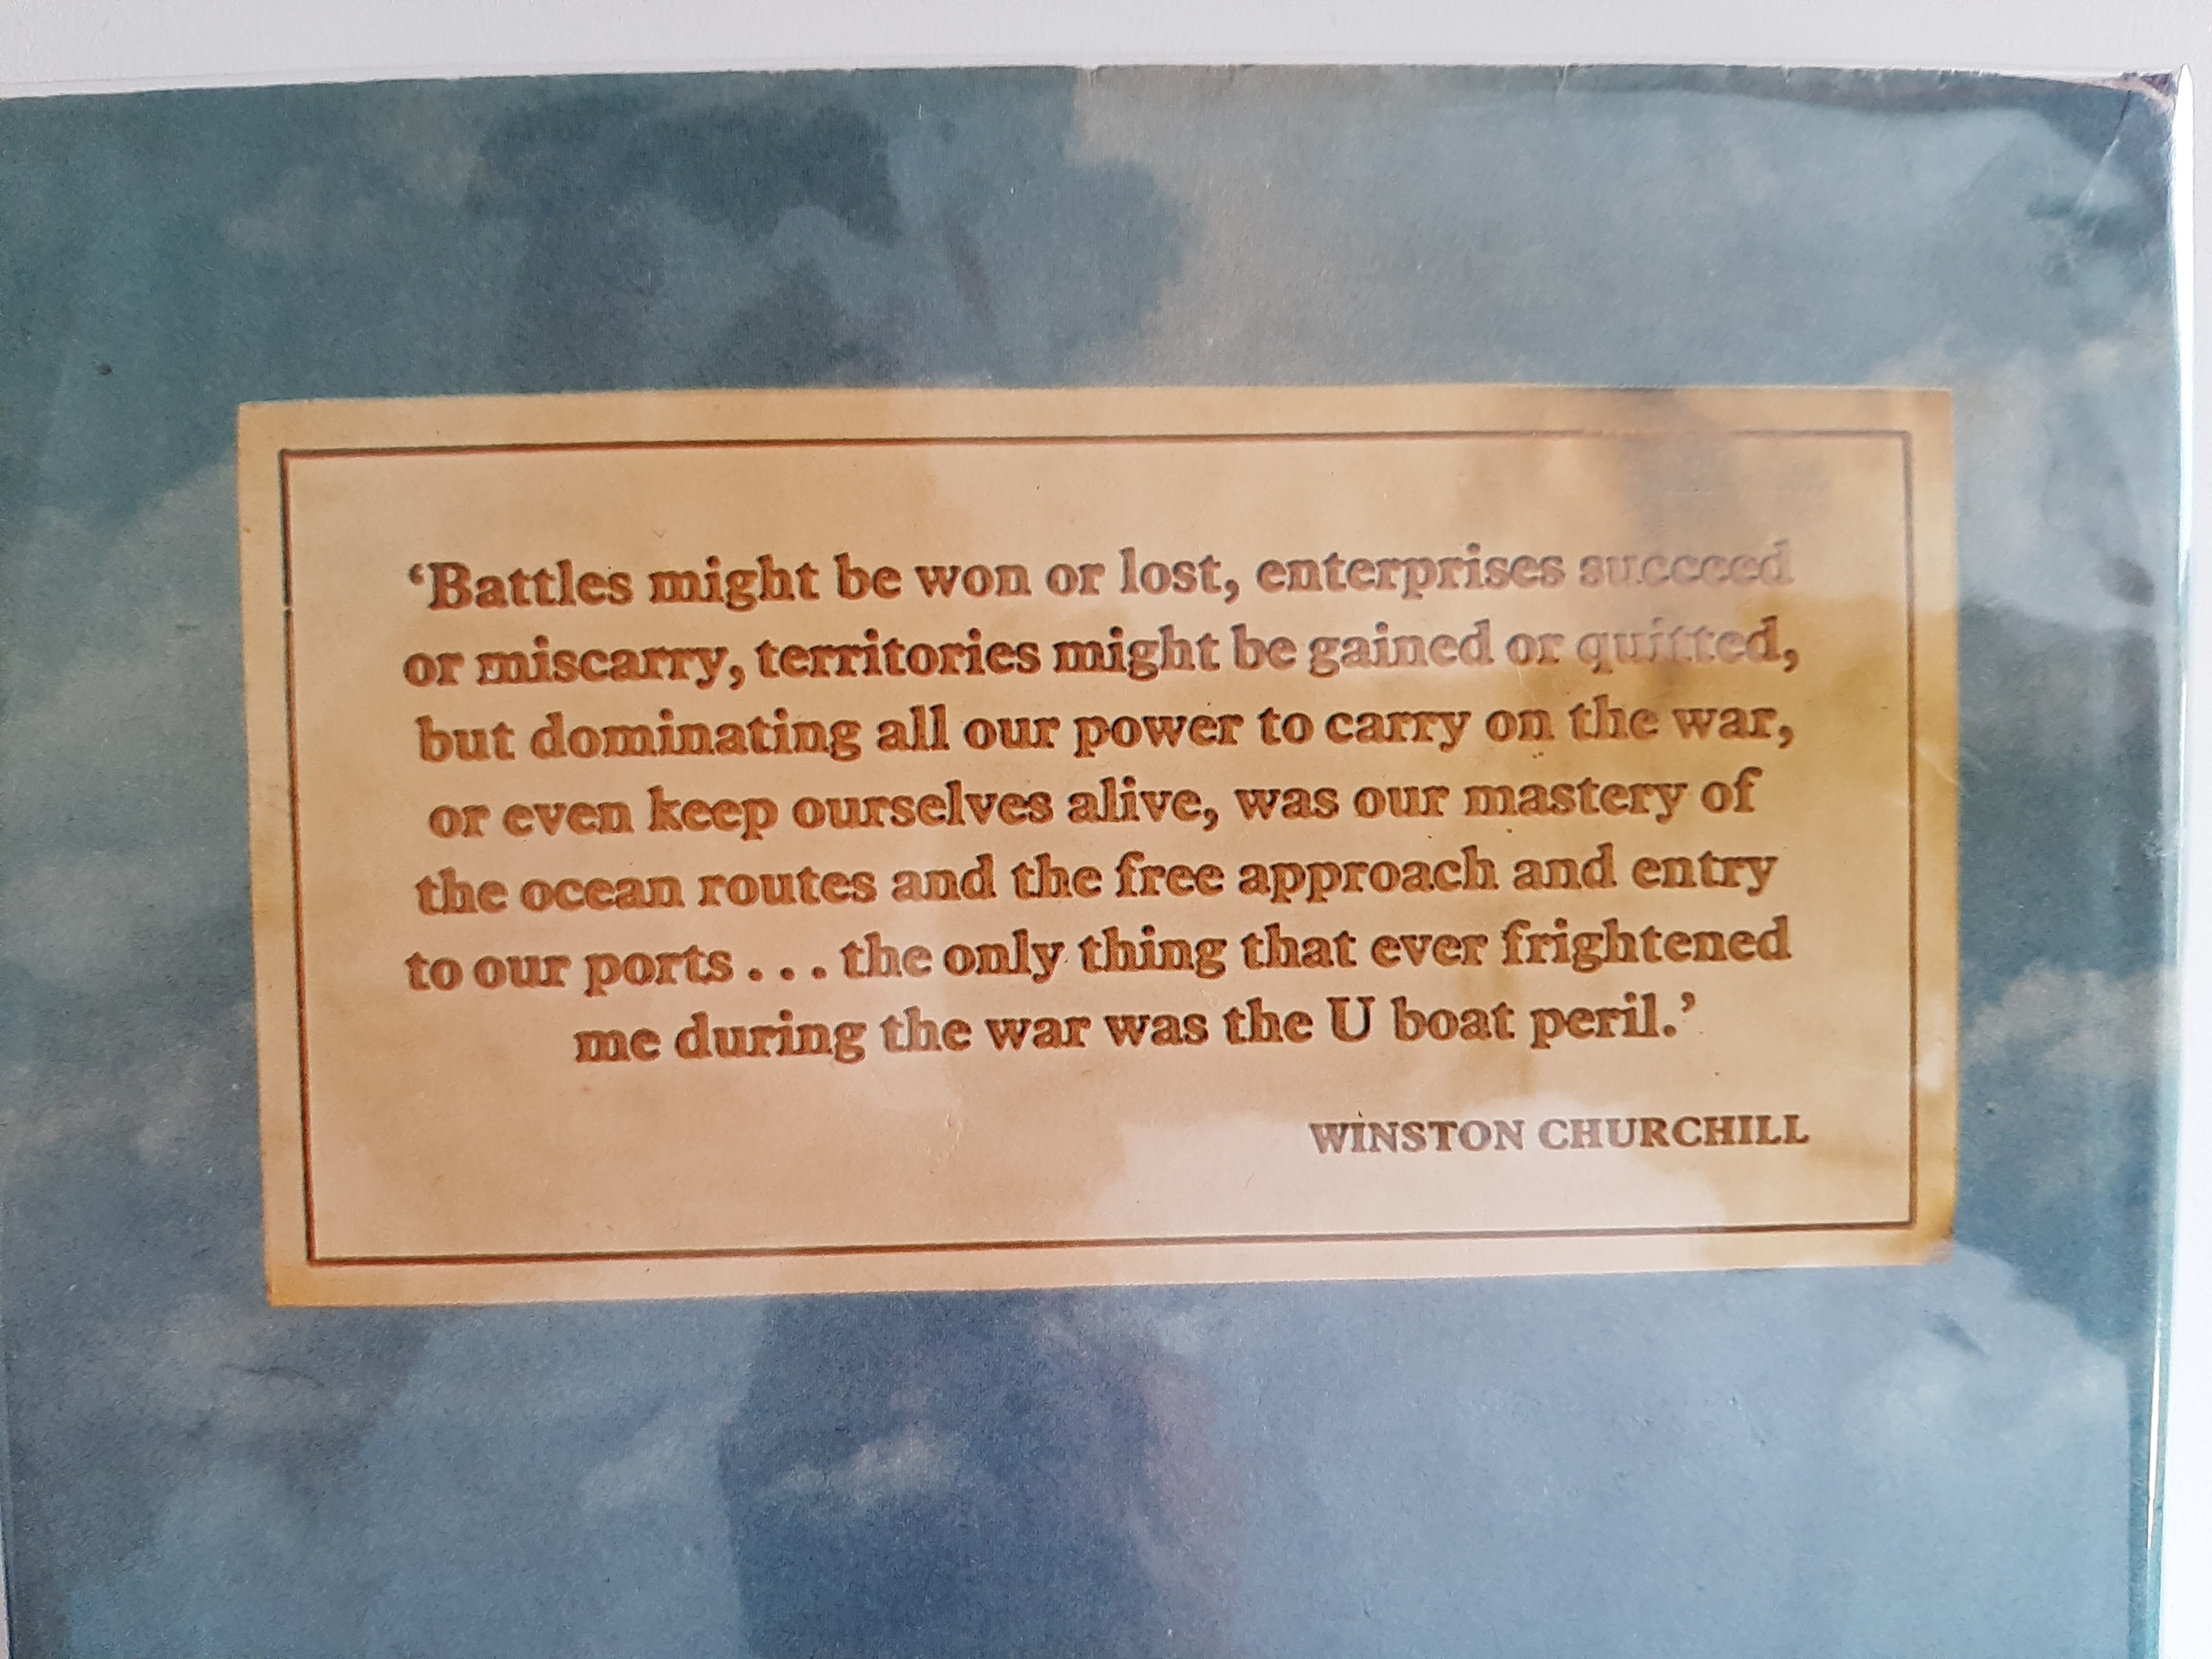 ‘Battles might be won or lost, enterprises succeed
or miscarry, territories might be gained or quitted,
but dominating all our power to carry on the war,
or even keep ourselves alive, was our mastery of
the ocean routes and the free approach and entry
to our ports . . . the only thing that ever frightened
me during the war was the U boat peril.’
WINSTON CHURCHILL